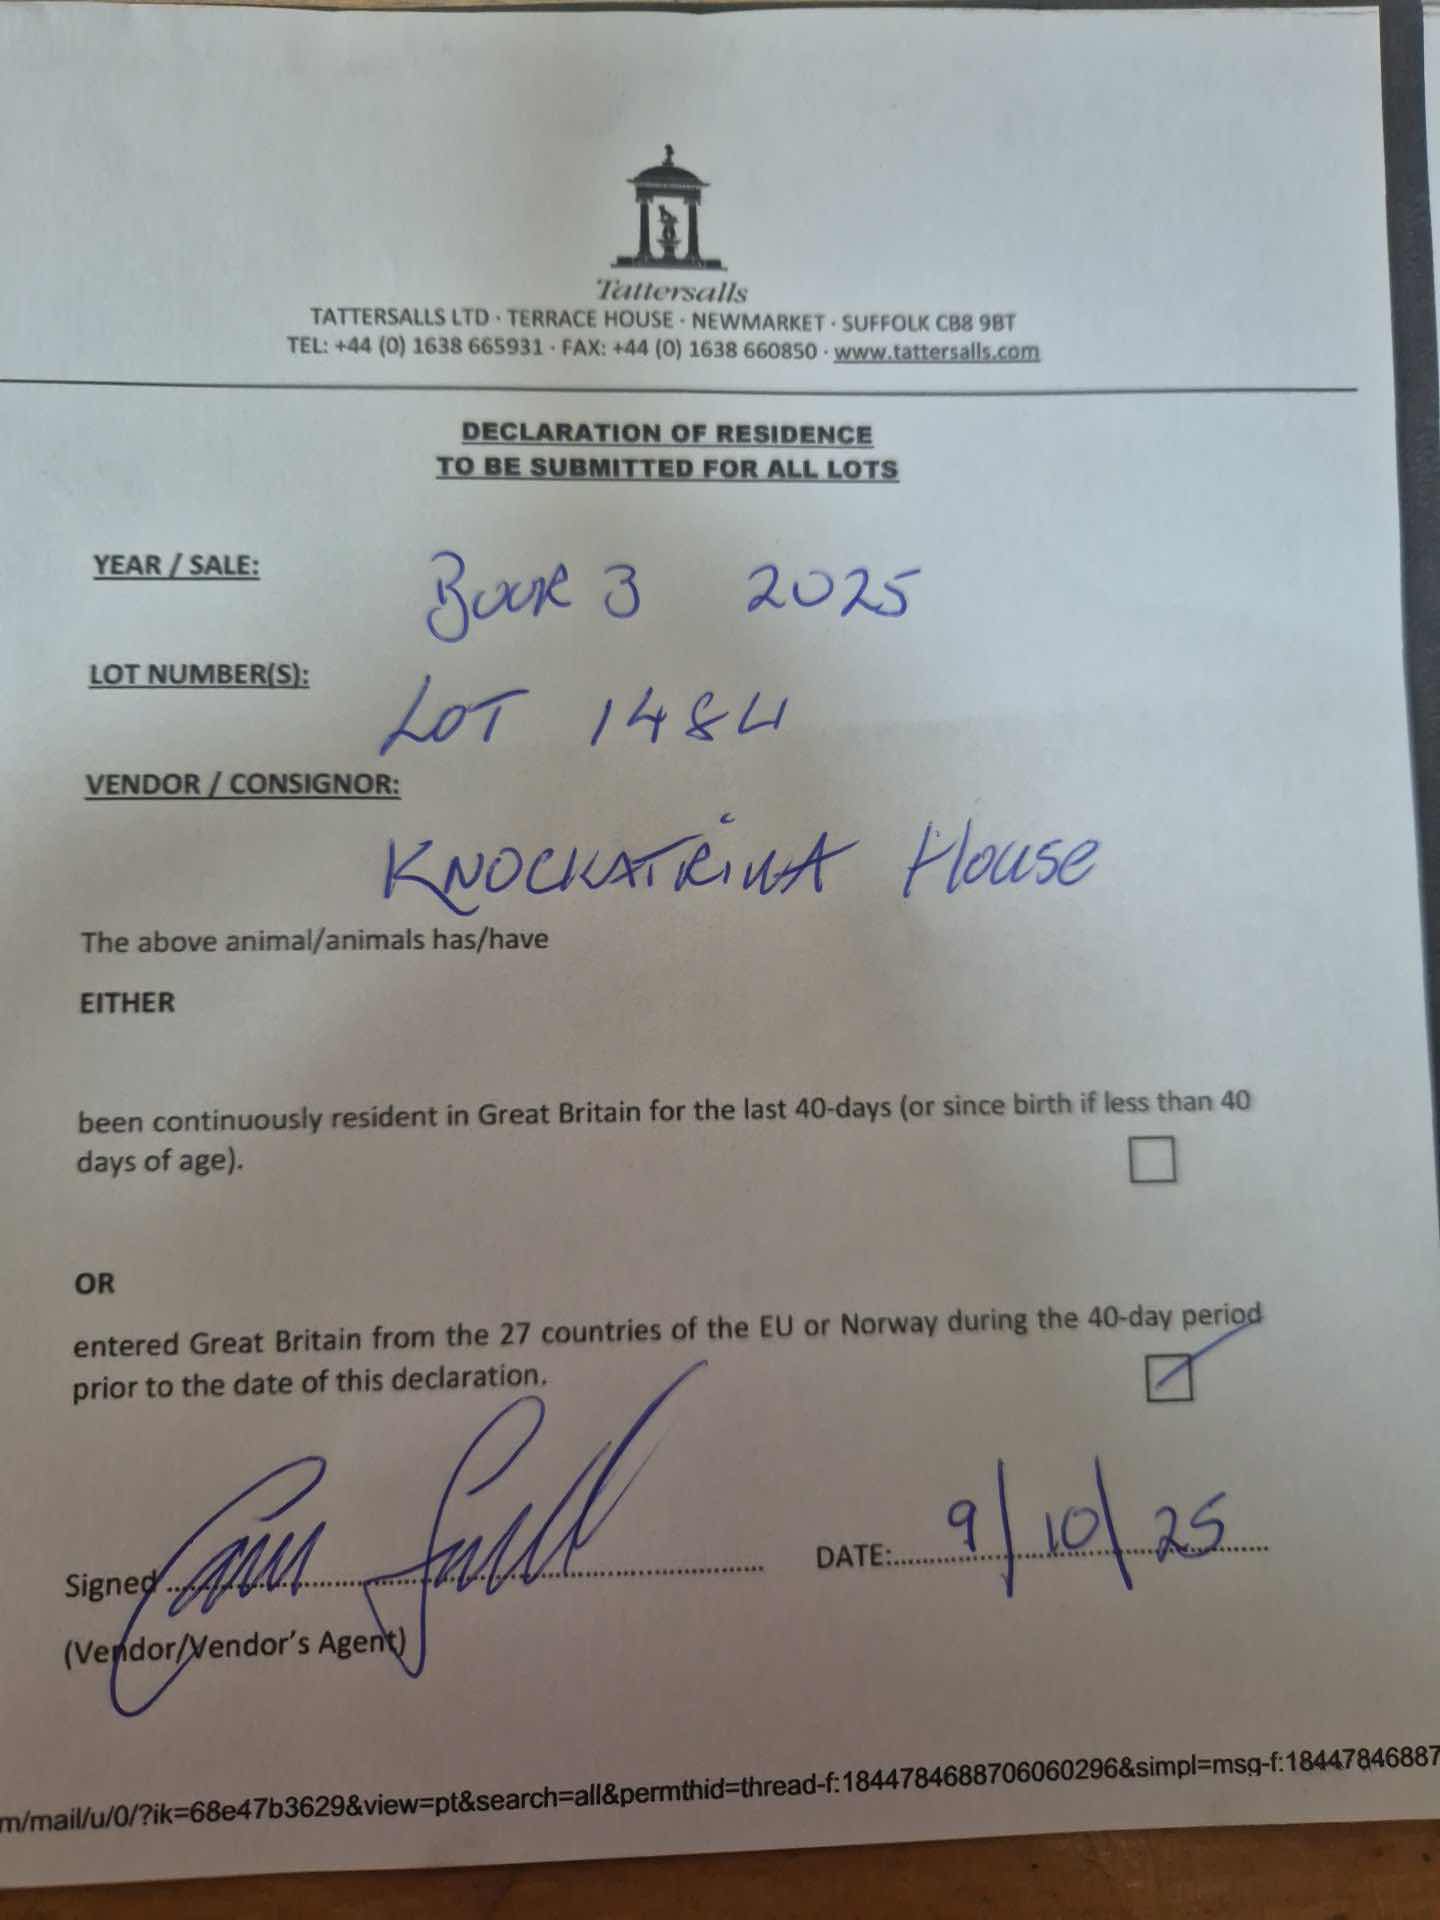 Tattersalls
TATTERSALLS LTD · TERRACE HOUSE · NEWMARKET · SUFFOLK CB8 9BT
TEL: +44 (0) 1638 665931 · FAX: +44 (0) 1638 660850 · www.tattersalls.com
DECLARATION OF RESIDENCE
TO BE SUBMITTED FOR ALL LOTS
YEAR / SALE: BOOK 3 2025
LOT NUMBER(S): LOT 1484
VENDOR / CONSIGNOR:
KNOCKATRINA House
The above animal/animals has/have
EITHER
been continuously resident in Great Britain for the last 40-days (or since birth if less than 40
days of age).
OR
entered Great Britain from the 27 countries of the EU or Norway during the 40-day period
prior to the date of this declaration.
Signed DATE: 9/10/25
(Vendor/Vendor's Agent)
m/mail/u/0/?ik=68e47b3629&view=pt&search=all&permthid=thread-f:1844784688706060296&simpl=msg-f:18447846887